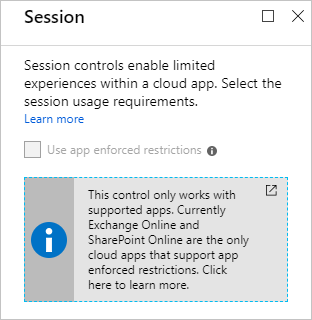 Session
Session controls enable limited
experiences within a cloud app. Select the
session usage requirements.
Learn more
Use app enforced restrictions
This control only works with
supported apps. Currently
Exchange Online and
SharePoint Online are the only
cloud apps that support app
enforced restrictions. Click
here to learn more.